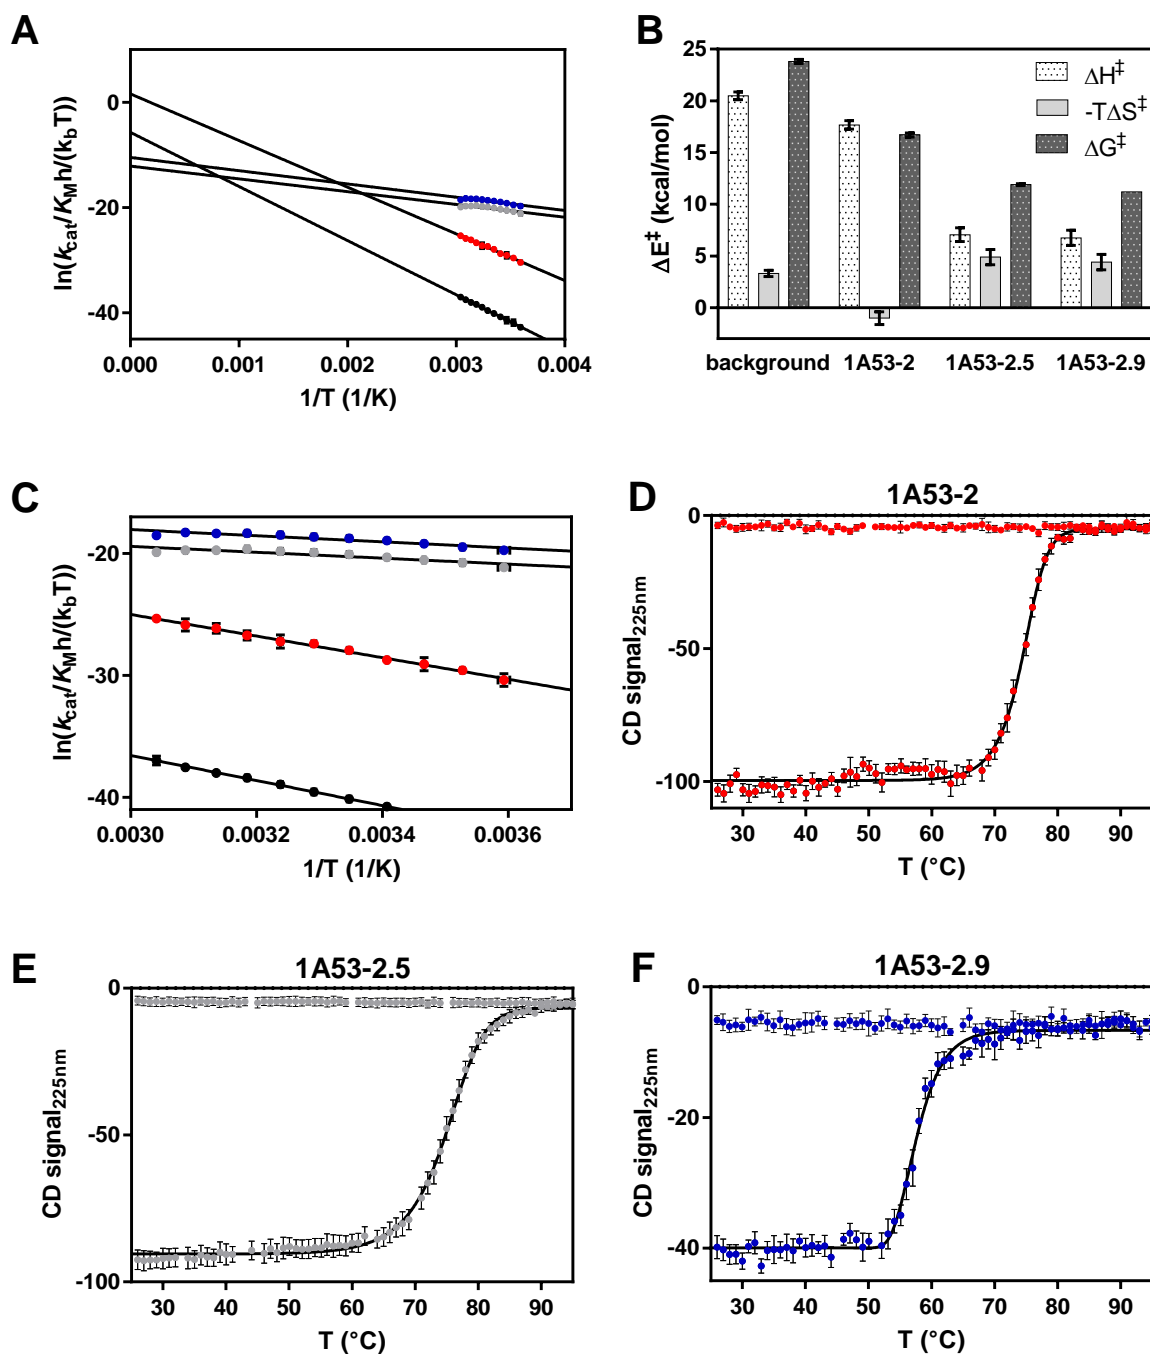 A
ln(kcat/KMh/(kbT))
0
-20
-40
0.000
0.001
0.002
0.003
0.004
1/T (1/K)
B
ΔE‡ (kcal/mol)
25
20
15
10
5
0
ΔH‡
-TΔS‡
ΔG‡
background
1A53-2
1A53-2.5
1A53-2.9
C
ln(kcat/KMh/(kbT))
-20
-30
-40
0.0030
0.0032
0.0034
0.0036
1/T (1/K)
D
1A53-2
CD signal225nm
0
-50
-100
30
40
50
60
70
80
90
T (°C)
E
1A53-2.5
CD signal225nm
0
-50
-100
30
40
50
60
70
80
90
T (°C)
F
1A53-2.9
CD signal225nm
0
-20
-40
30
40
50
60
70
80
90
T (°C)